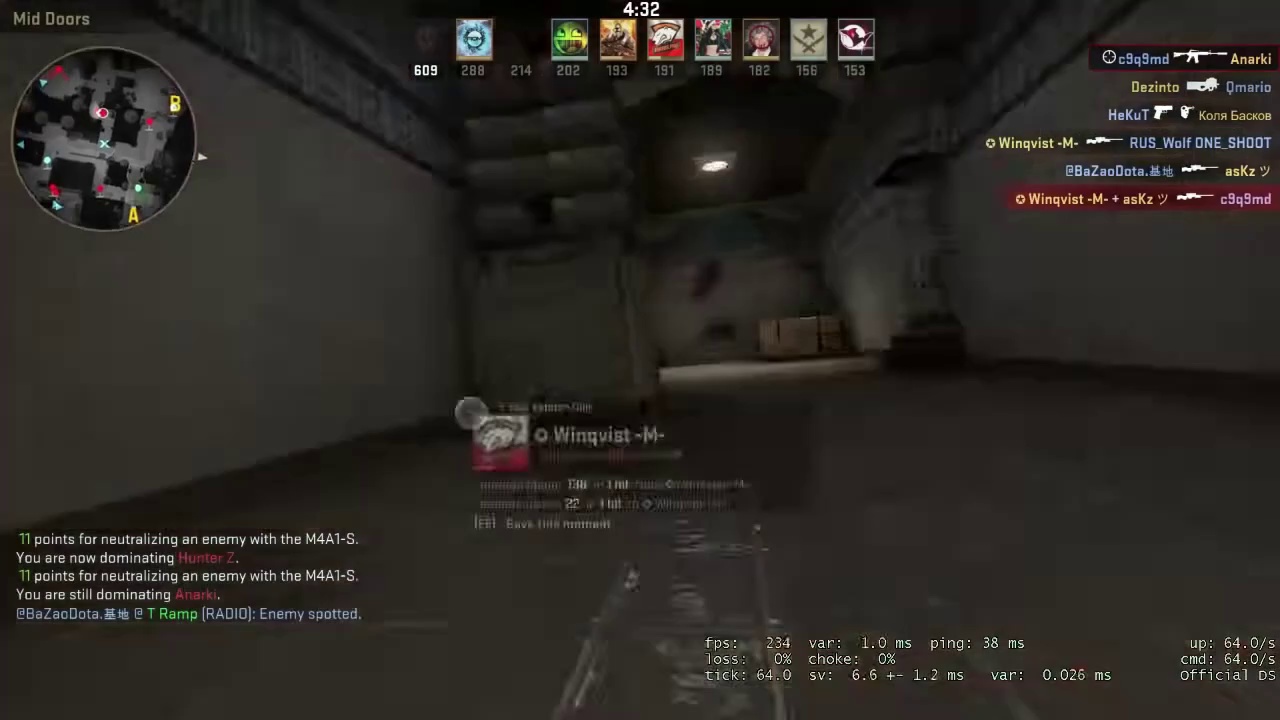 Mid Doors
4:32
609 288 214 202 193 191 189 182 156 153
B
A
c9q9md Anarki
Dezinto Qmario
HeKuT Коля Басков
Winqvist -M- RUS_Wolf ONE_SHOOT
@BaZaoDota.基地 asKz ツ
Winqvist -M- + asKz ツ c9q9md
Winqvist -M-
22
11 points for neutralizing an enemy with the M4A1-S.
You are now dominating Hunter Z.
11 points for neutralizing an enemy with the M4A1-S.
You are still dominating Anarki.
@BaZaoDota.基地 @ T Ramp (RADIO): Enemy spotted.
fps: 234 var: 1.0 ms ping: 38 ms up: 64.0/s
loss: 0% choke: 0% cmd: 64.0/s
tick: 64.0 sv: 6.6 +- 1.2 ms var: 0.026 ms Official DS